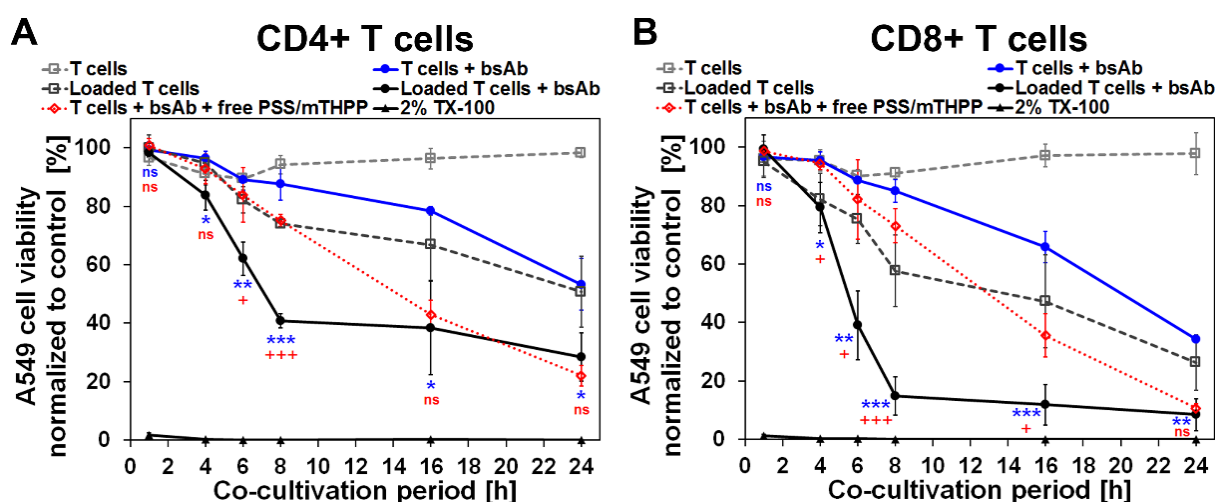 A
CD4+ T cells
T cells
T cells + bsAb
Loaded T cells
Loaded T cells + bsAb
T cells + bsAb + free PSS/mTHPP
2% TX-100
A549 cell viability
normalized to control [%]
100
80
60
40
20
0
ns
ns
*
ns
**
+
***
+++
*
ns
*
ns
0
2
4
6
8
10
12
14
16
18
20
22
24
Co-cultivation period [h]
B
CD8+ T cells
T cells
T cells + bsAb
Loaded T cells
Loaded T cells + bsAb
T cells + bsAb + free PSS/mTHPP
2% TX-100
A549 cell viability
normalized to control [%]
100
80
60
40
20
0
ns
ns
*
+
**
+
***
+++
***
+
**
ns
0
2
4
6
8
10
12
14
16
18
20
22
24
Co-cultivation period [h]